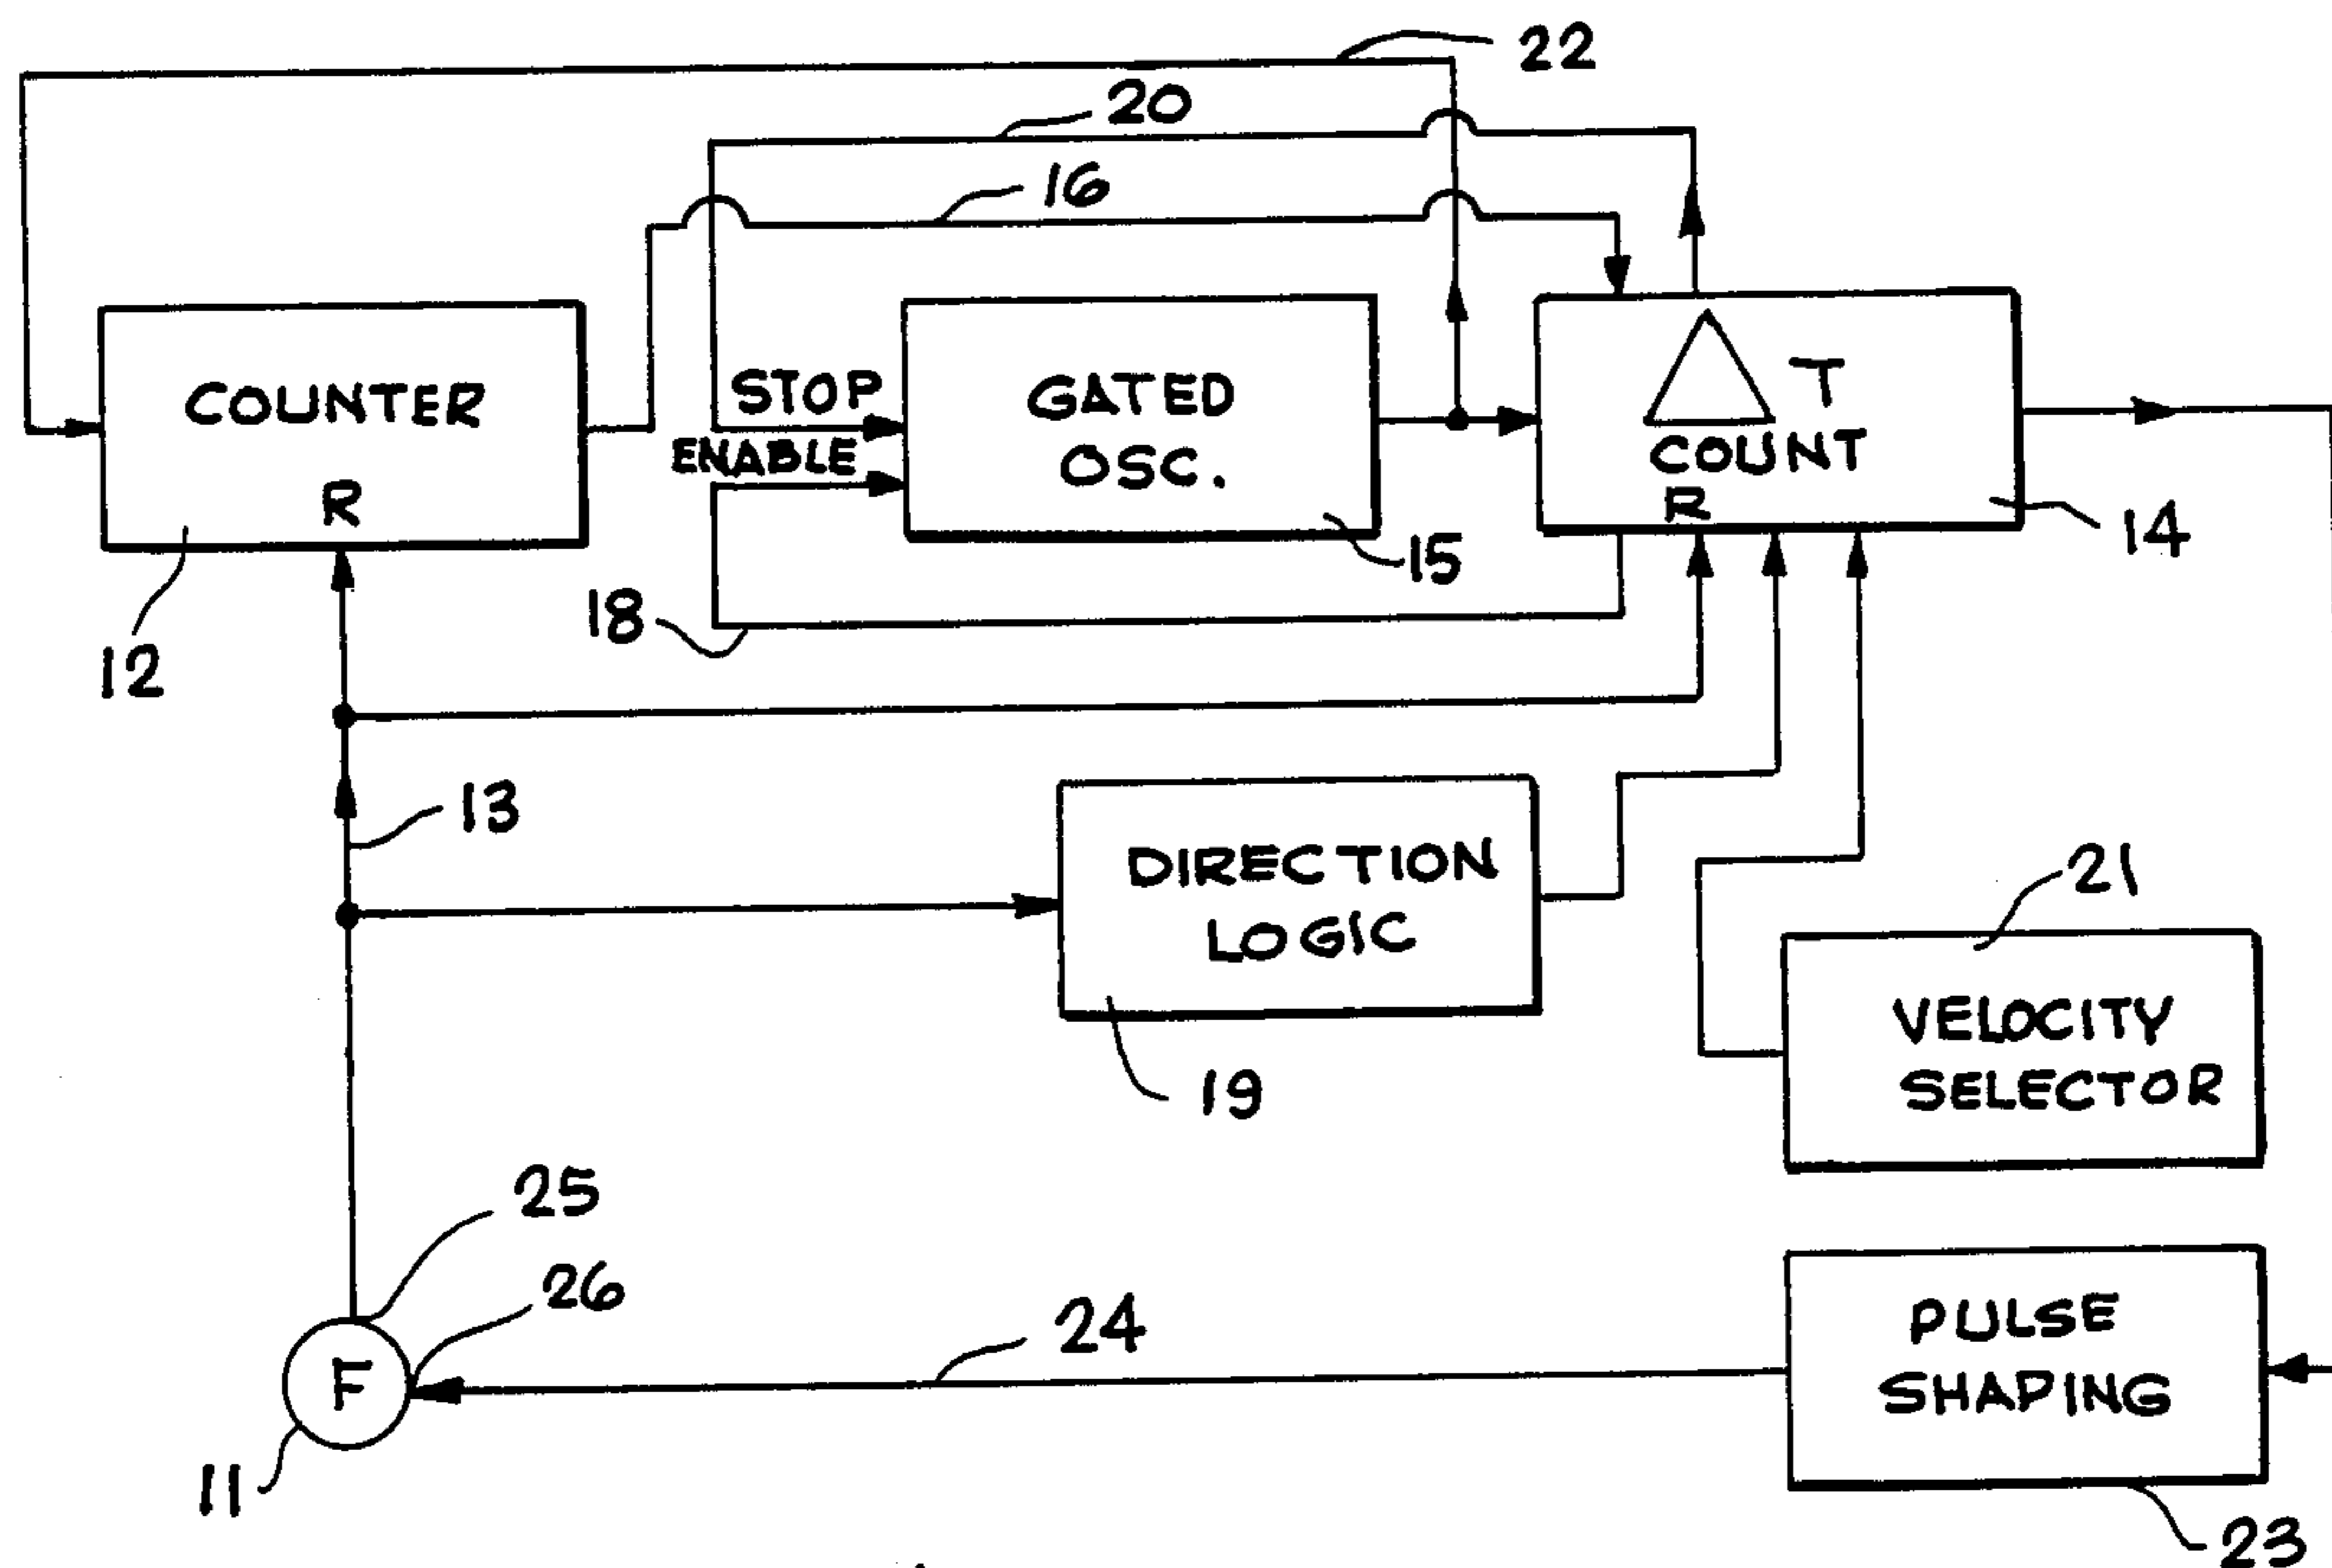 22
20
16
COUNTER
R
12
STOP
ENABLE
GATED
OSC.
15
T
COUNT
R
14
18
13
DIRECTION
LOGIC
19
21
VELOCITY
SELECTOR
25
26
F
11
24
PULSE
SHAPING
23